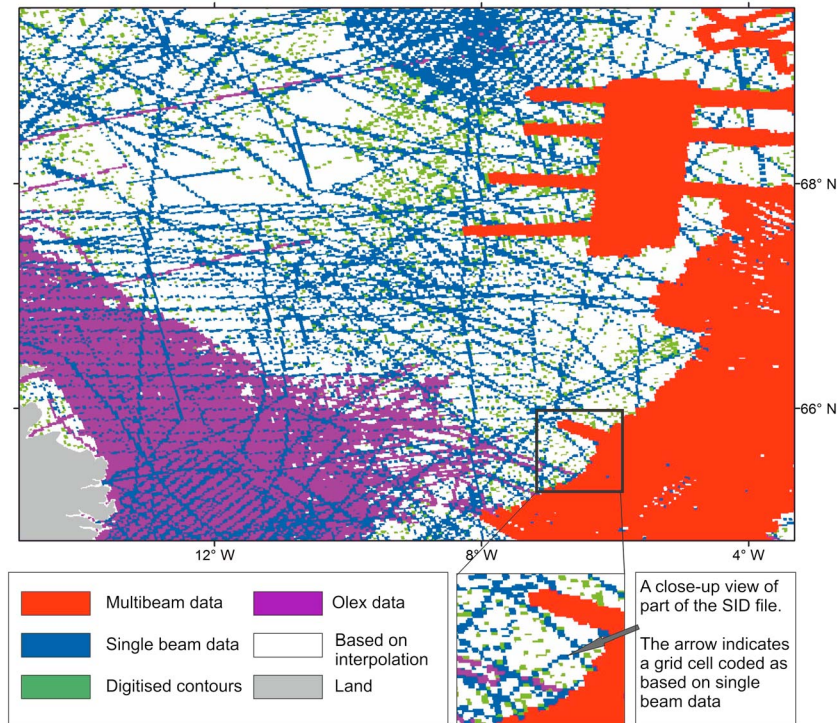 68° N
66° N
12° W
8° W
4° W
Multibeam data
Olex data
Single beam data
Based on
interpolation
Digitised contours
Land
A close-up view of
part of the SID file.
The arrow indicates
a grid cell coded as
based on single
beam data